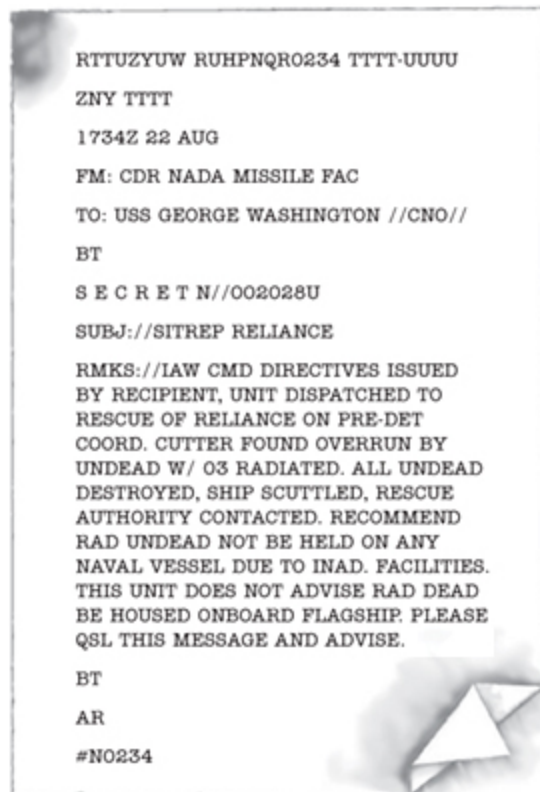 RTTUZYUW RUHPNQR0234 TTTT-UUUU
ZNY TTTT
1734Z 22 AUG
FM: CDR NADA MISSILE FAC
TO: USS GEORGE WASHINGTON //CNO//
BT
S E C R E T N//002028U
SUBJ://SITREP RELIANCE
RMKS://IAW CMD DIRECTIVES ISSUED
BY RECIPIENT, UNIT DISPATCHED TO
RESCUE OF RELIANCE ON PRE-DET
COORD. CUTTER FOUND OVERRUN BY
UNDEAD W/ 03 RADIATED. ALL UNDEAD
DESTROYED, SHIP SCUTTLED, RESCUE
AUTHORITY CONTACTED. RECOMMEND
RAD UNDEAD NOT BE HELD ON ANY
NAVAL VESSEL DUE TO INAD. FACILITIES.
THIS UNIT DOES NOT ADVISE RAD DEAD
BE HOUSED ONBOARD FLAGSHIP. PLEASE
QSL THIS MESSAGE AND ADVISE.
BT
AR
#N0234